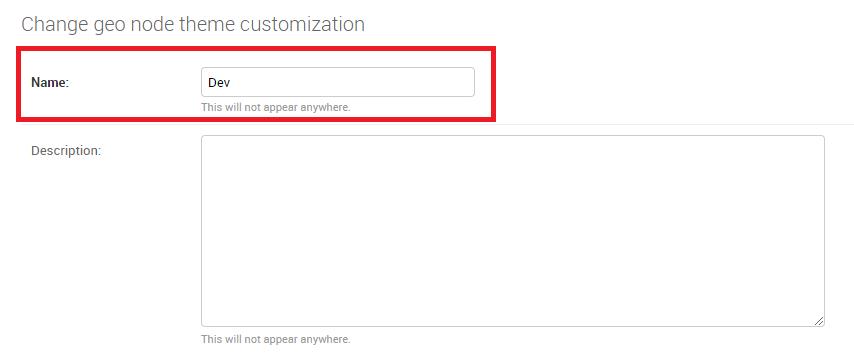 Change geo node theme customization
Name:
Dev
This will not appear anywhere.
Description:
This will not appear anywhere.